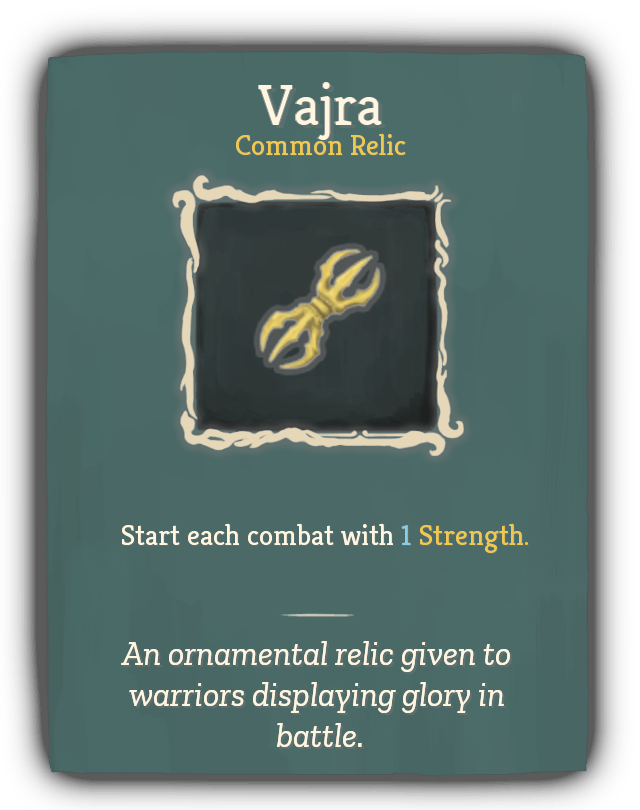 Vajra
Common Relic
Start each combat with 1 Strength.
An ornamental relic given to
warriors displaying glory in
battle.